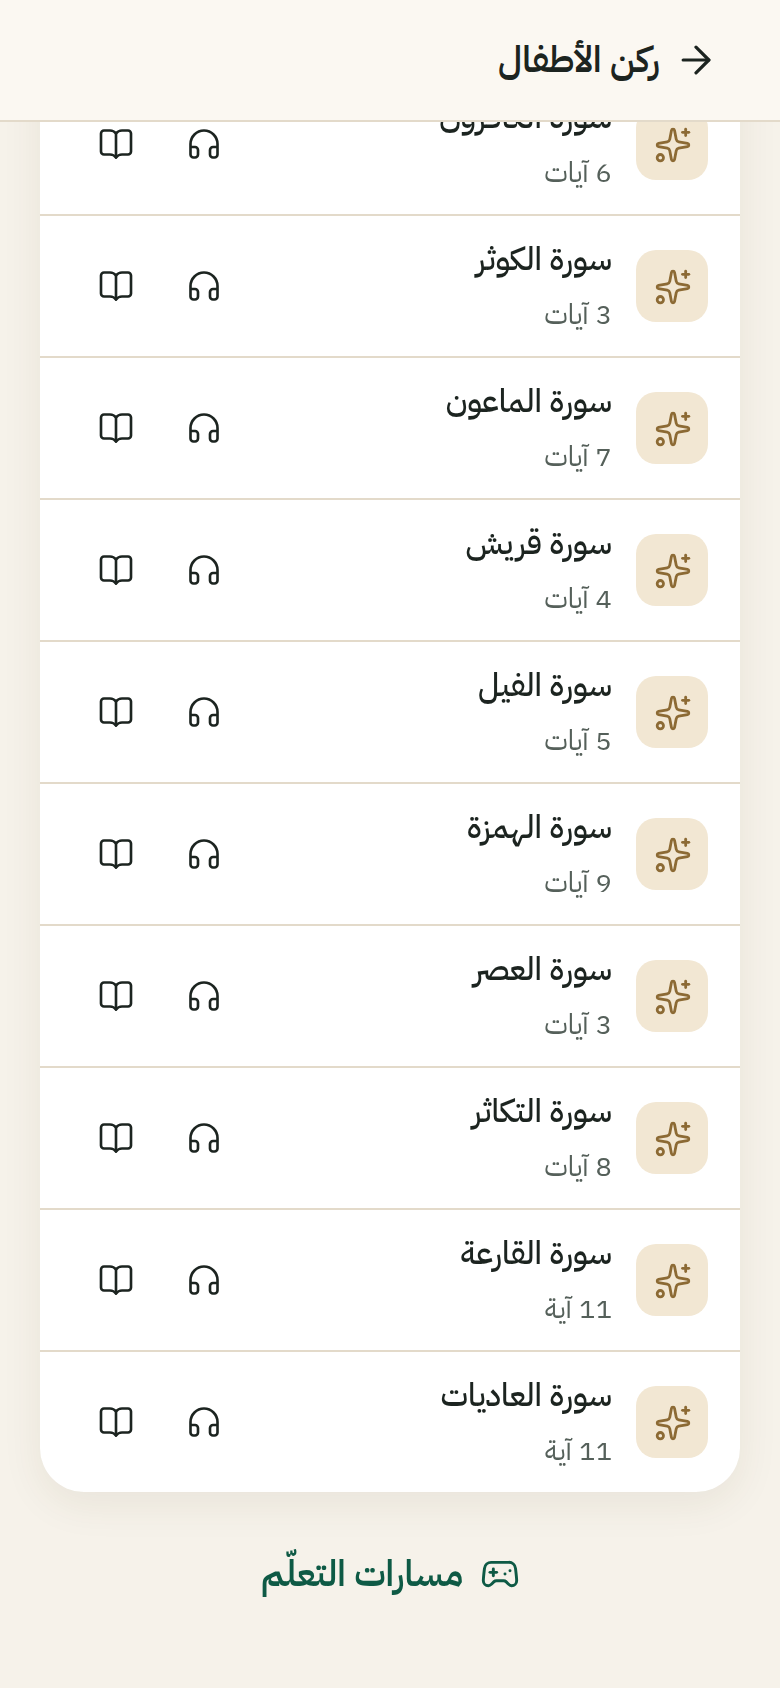 ركن الأطفال
سورة الكافرون
6 آيات
سورة الكوثر
3 آيات
سورة الماعون
7 آيات
سورة قريش
4 آيات
سورة الفيل
5 آيات
سورة الهمزة
9 آيات
سورة العصر
3 آيات
سورة التكاثر
8 آيات
سورة القارعة
11 آية
سورة العاديات
11 آية
مسارات التعلّم